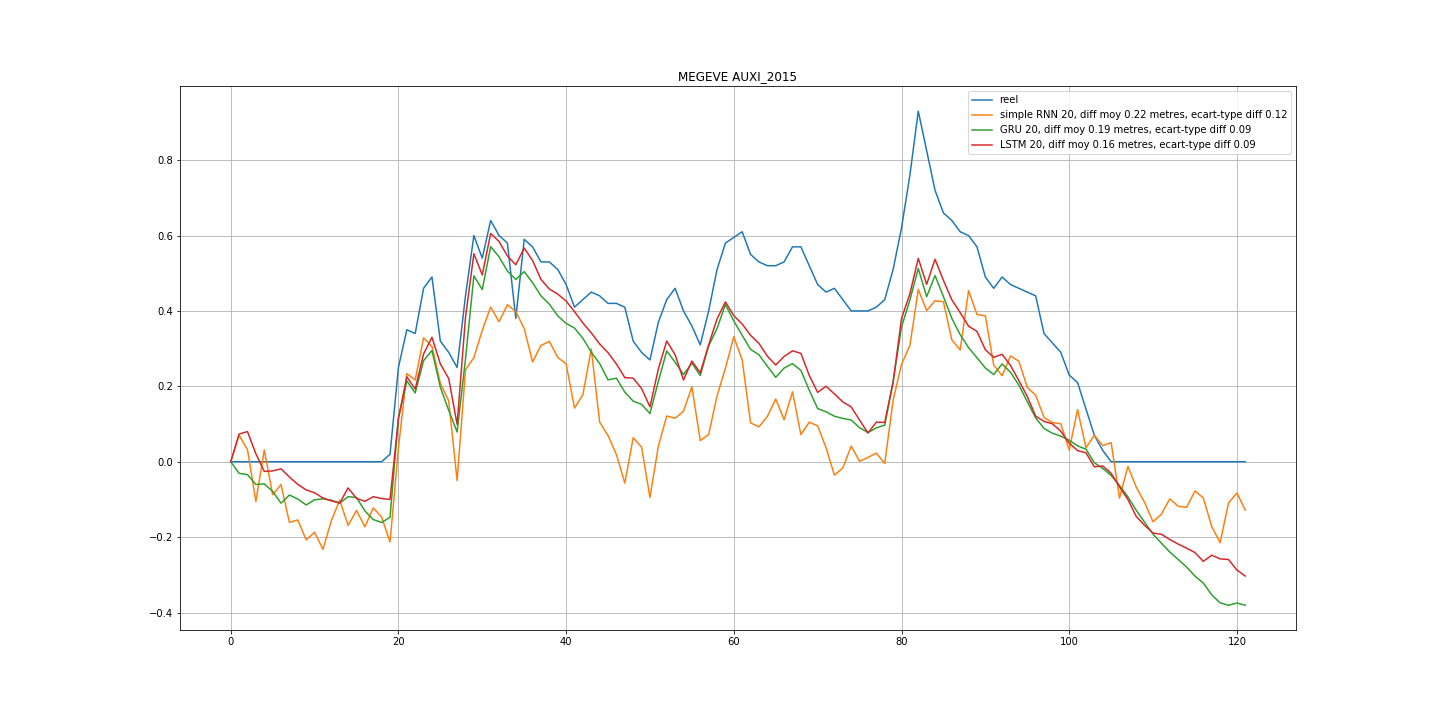 MEGEVE AUXI_2015
reel
simple RNN 20, diff moy 0.22 metres, ecart-type diff 0.12
GRU 20, diff moy 0.19 metres, ecart-type diff 0.09
LSTM 20, diff moy 0.16 metres, ecart-type diff 0.09
0.8
0.6
0.4
0.2
0.0
−0.2
−0.4
0 20 40 60 80 100 120